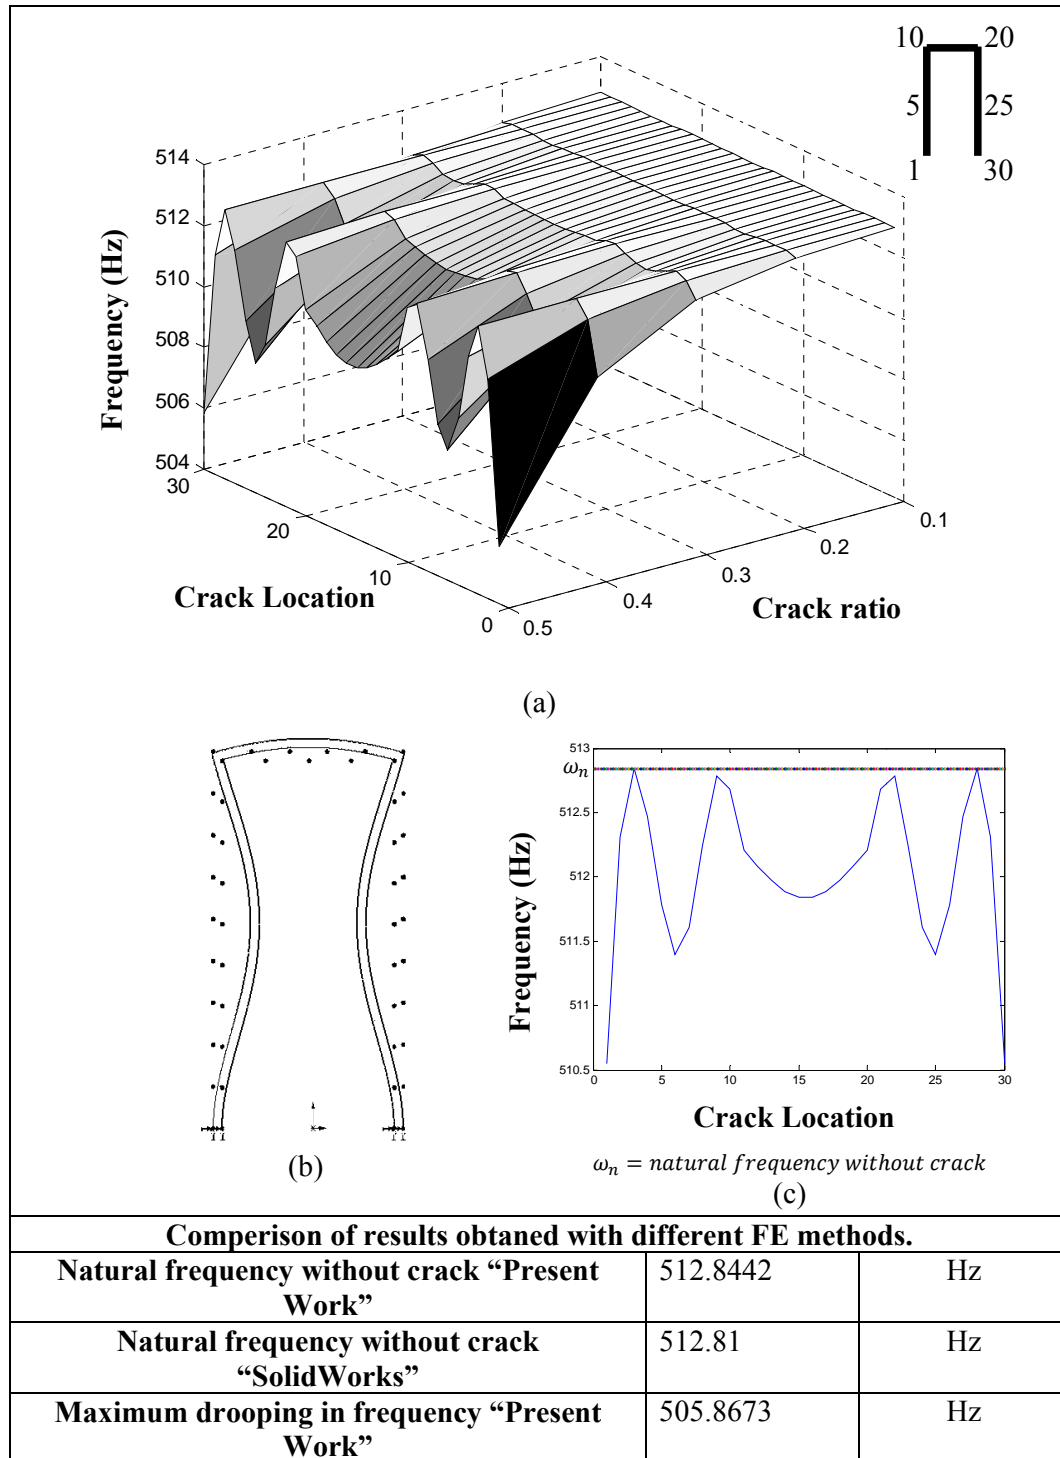 10 20
5 25
1 30
514
512
510
508
506
504
Frequency (Hz)
30
20
10
0
Crack Location
0.5
0.4
0.3
0.2
0.1
Crack ratio
(a)
(b)
513
ωn
512.5
512
511.5
511
510.5
Frequency (Hz)
0 5 10 15 20 25 30
Crack Location
ωn = natural frequency without crack
(c)
Comparison of results obtaned with different FE methods.
Natural frequency without crack “Present
Work”
512.8442 Hz
Natural frequency without crack
“SolidWorks”
512.81 Hz
Maximum drooping in frequency “Present
Work”
505.8673 Hz